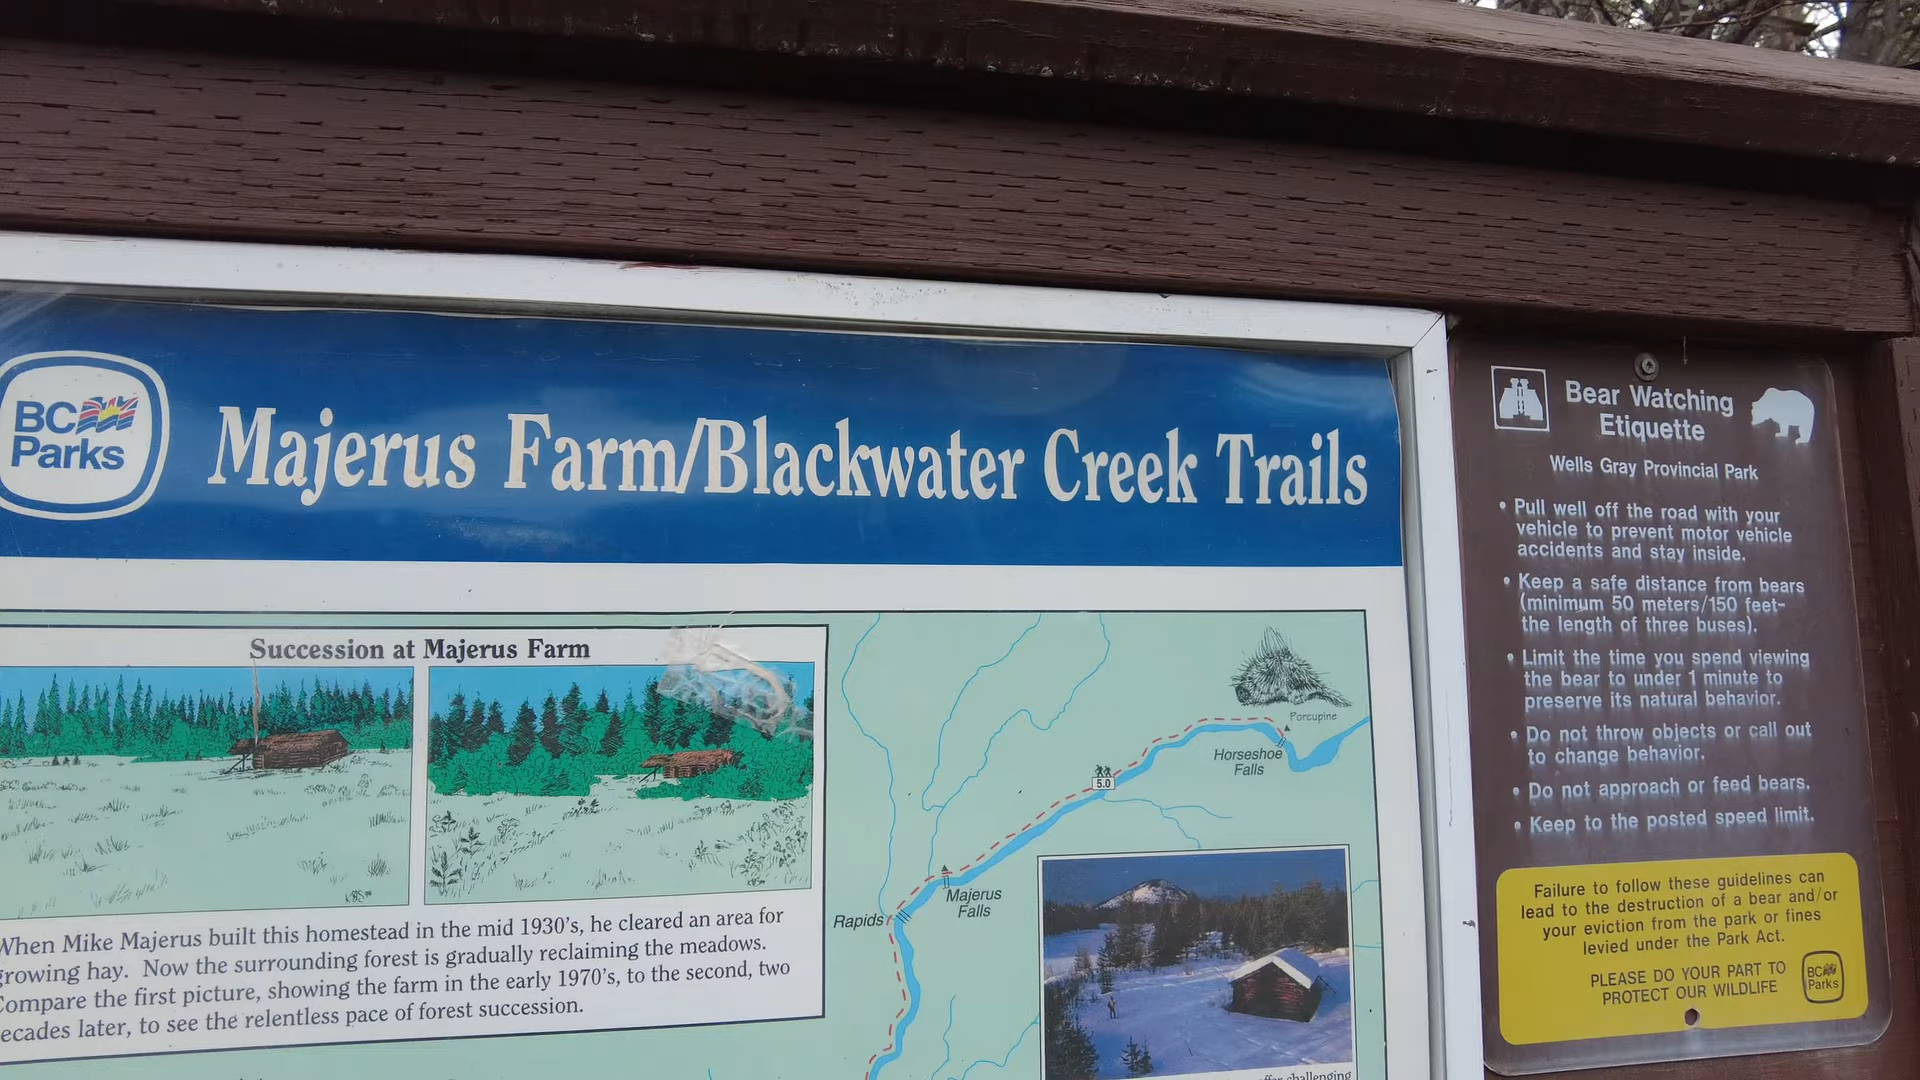 BC
Parks
Majerus Farm/Blackwater Creek Trails
Succession at Majerus Farm
When Mike Majerus built this homestead in the mid 1930's, he cleared an area for
growing hay. Now the surrounding forest is gradually reclaiming the meadows.
Compare the first picture, showing the farm in the early 1970's, to the second, two
ecades later, to see the relentless pace of forest succession.
Porcupine
Horseshoe
Falls
5.0
Majerus
Falls
Rapids
challenging
Bear Watching
Etiquette
Wells Gray Provincial Park
• Pull well off the road with your
vehicle to prevent motor vehicle
accidents and stay inside.
• Keep a safe distance from bears
(minimum 50 meters/150 feet-
the length of three buses).
• Limit the time you spend viewing
the bear to under 1 minute to
preserve its natural behavior.
• Do not throw objects or call out
to change behavior.
• Do not approach or feed bears.
• Keep to the posted speed limit.
Failure to follow these guidelines can
lead to the destruction of a bear and/or
your eviction from the park or fines
levied under the Park Act.
PLEASE DO YOUR PART TO
PROTECT OUR WILDLIFE
BC
Parks